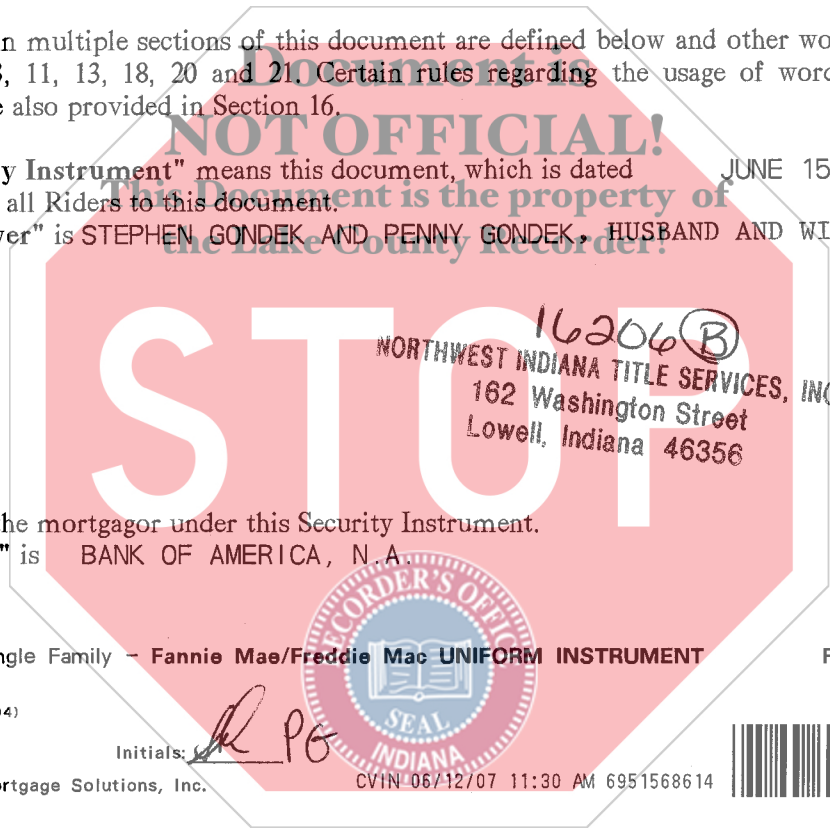 n multiple sections of this document are defined below and other wo
3, 11, 13, 18, 20 and 21. Certain rules regarding the usage of word
e also provided in Section 16.
Document is
NOT OFFICIAL!
This Document is the property of
the Lake County Recorder!
y Instrument" means this document, which is dated JUNE 15
all Riders to this document.
ver" is STEPHEN GONDEK AND PENNY GONDEK, HUSBAND AND WI
STOP
16206 B
NORTHWEST INDIANA TITLE SERVICES, INC
162 Washington Street
Lowell, Indiana 46356
he mortgagor under this Security Instrument.
" is BANK OF AMERICA, N.A.
RECORDER'S OFFICE
SEAL
INDIANA
ngle Family - Fannie Mae/Freddie Mac UNIFORM INSTRUMENT F
04)
Initials: PG
ortgage Solutions, Inc.
CVIN 06/12/07 11:30 AM 6951568614